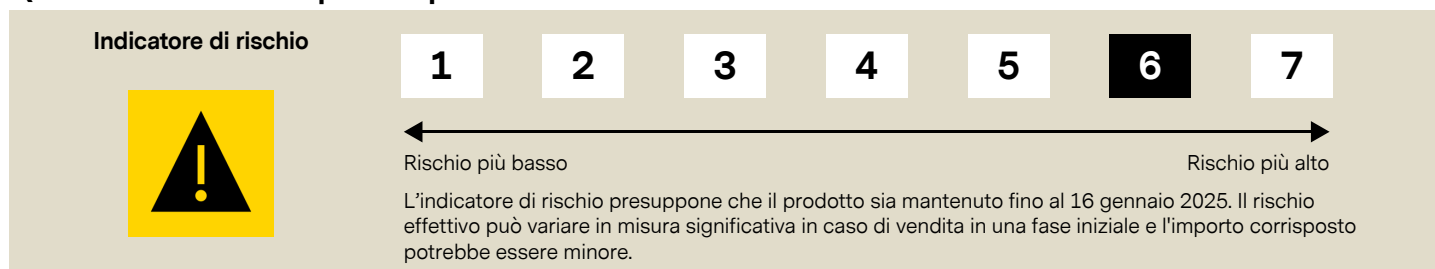 Indicatore di rischio
1 2 3 4 5 6 7
Rischio più basso Rischio più alto
L'indicatore di rischio presuppone che il prodotto sia mantenuto fino al 16 gennaio 2025. Il rischio
effettivo può variare in misura significativa in caso di vendita in una fase iniziale e l'importo corrisposto
potrebbe essere minore.